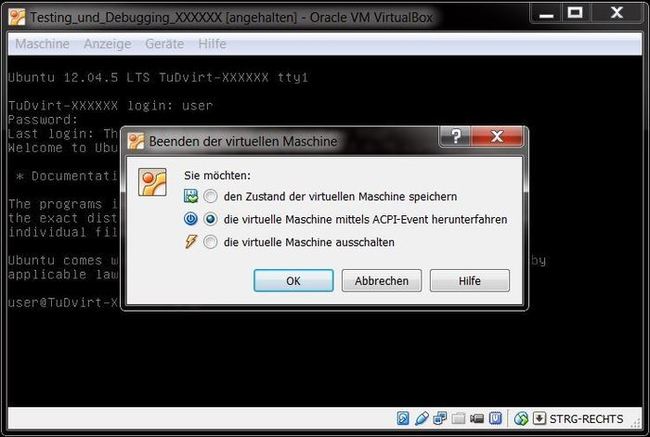 Testing_und_Debugging_XXXXXX [angehalten] - Oracle VM VirtualBox
Maschine Anzeige Geräte Hilfe
Ubuntu 12.04.5 LTS TuDvirt-XXXXXX tty1
TuDvirt-XXXXXX login: user
Password:
Last login: Th
Welcome to Ubu
* Documentati
The programs i
the exact dist
individual fil
Ubuntu comes w by
applicable law
user@TuDvirt-X
Beenden der virtuellen Maschine
Sie möchten:
den Zustand der virtuellen Maschine speichern
die virtuelle Maschine mittels ACPI-Event herunterfahren
die virtuelle Maschine ausschalten
OK Abbrechen Hilfe
STRG-RECHTS